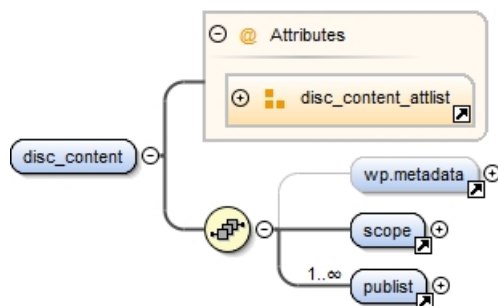 @ Attributes
disc_content_attlist
disc_content
wp.metadata
scope
1..∞
publist